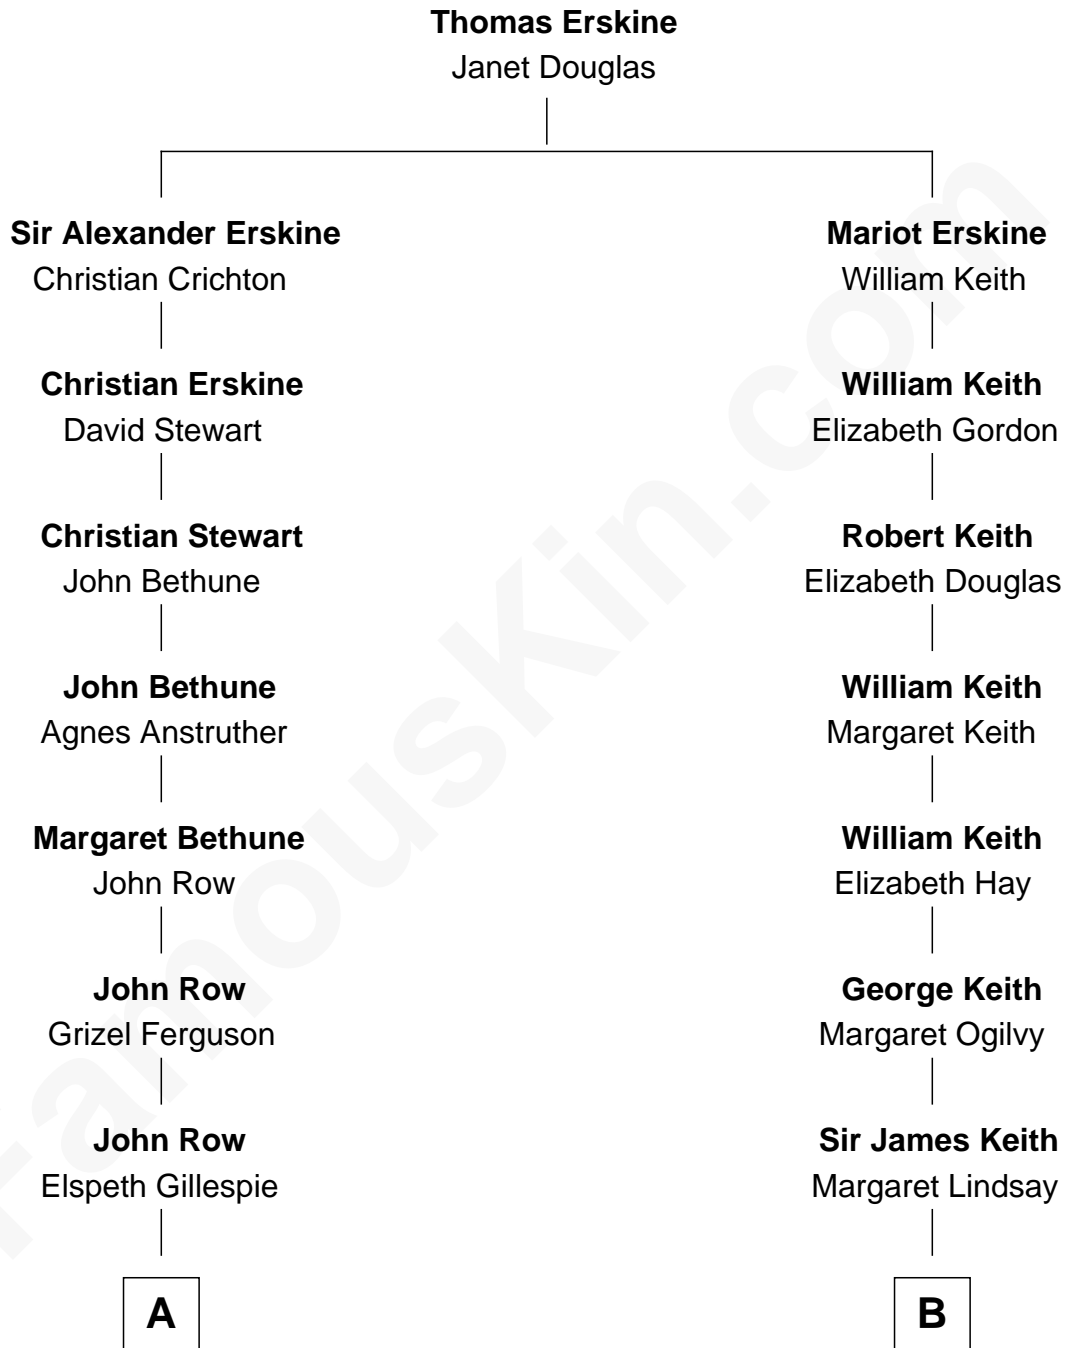 Thomas Erskine
Janet Douglas
Sir Alexander Erskine
Christian Crichton
Mariot Erskine
William Keith
Christian Erskine
David Stewart
William Keith
Elizabeth Gordon
Christian Stewart
John Bethune
Robert Keith
Elizabeth Douglas
John Bethune
Agnes Anstruther
William Keith
Margaret Keith
Margaret Bethune
John Row
William Keith
Elizabeth Hay
John Row
Grizel Ferguson
George Keith
Margaret Ogilvy
John Row
Elspeth Gillespie
Sir James Keith
Margaret Lindsay
A
B
FamousKin.com